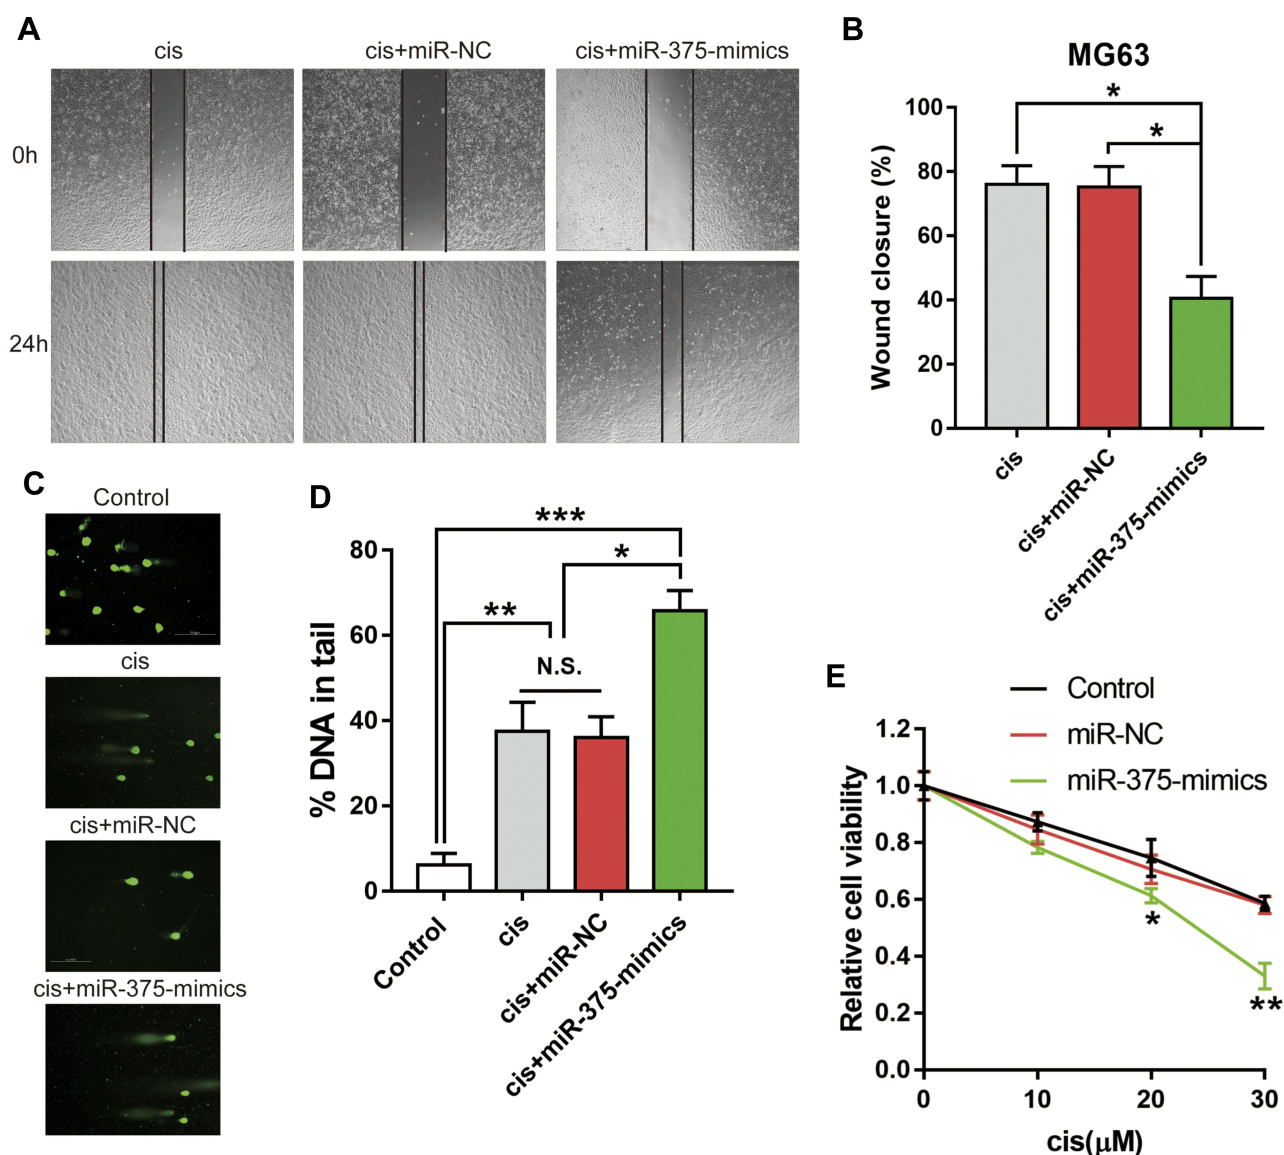 A
cis
cis+miR-NC
cis+miR-375-mimics
0h
24h
B
MG63
*
*
Wound closure (%)
100
80
60
40
20
0
cis
cis+miR-NC
cis+miR-375-mimics
C
Control
cis
cis+miR-NC
cis+miR-375-mimics
D
***
*
**
N.S.
% DNA in tail
80
60
40
20
0
Control
cis
cis+miR-NC
cis+miR-375-mimics
E
Control
miR-NC
miR-375-mimics
Relative cell viability
1.2
1.0
0.8
0.6
0.4
0.2
0.0
*
**
0
10
20
30
cis(μM)